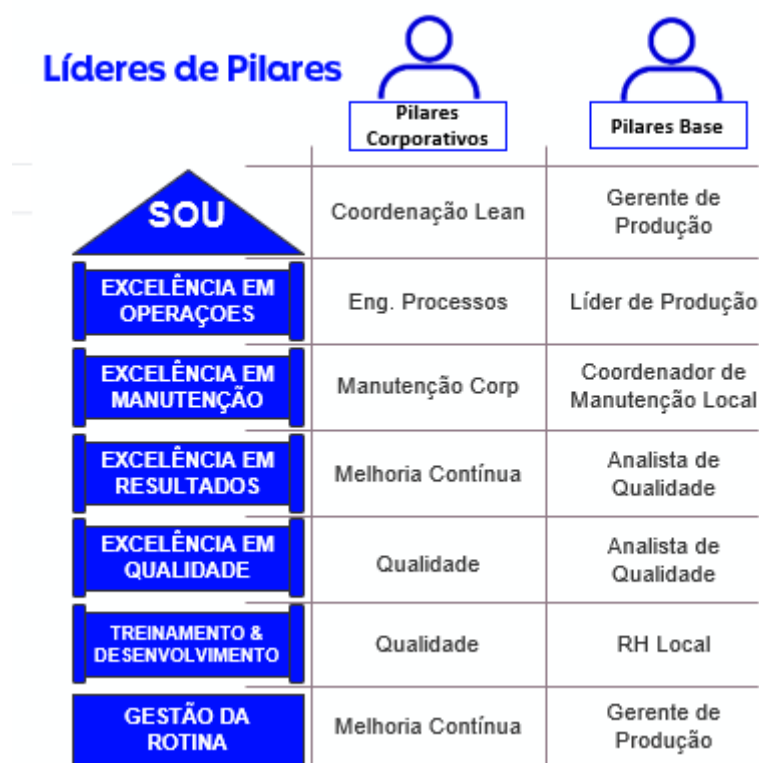 Líderes de Pilares
Pilares
Corporativos
Pilares Base
SOU
Coordenação Lean
Gerente de
Produção
EXCELÊNCIA EM
OPERAÇOES
Eng. Processos
Líder de Produção
EXCELÊNCIA EM
MANUTENÇÃO
Manutenção Corp
Coordenador de
Manutenção Local
EXCELÊNCIA EM
RESULTADOS
Melhoria Contínua
Analista de
Qualidade
EXCELÊNCIA EM
QUALIDADE
Qualidade
Analista de
Qualidade
TREINAMENTO &
DESENVOLVIMENTO
Qualidade
RH Local
GESTÃO DA
ROTINA
Melhoria Contínua
Gerente de
Produção